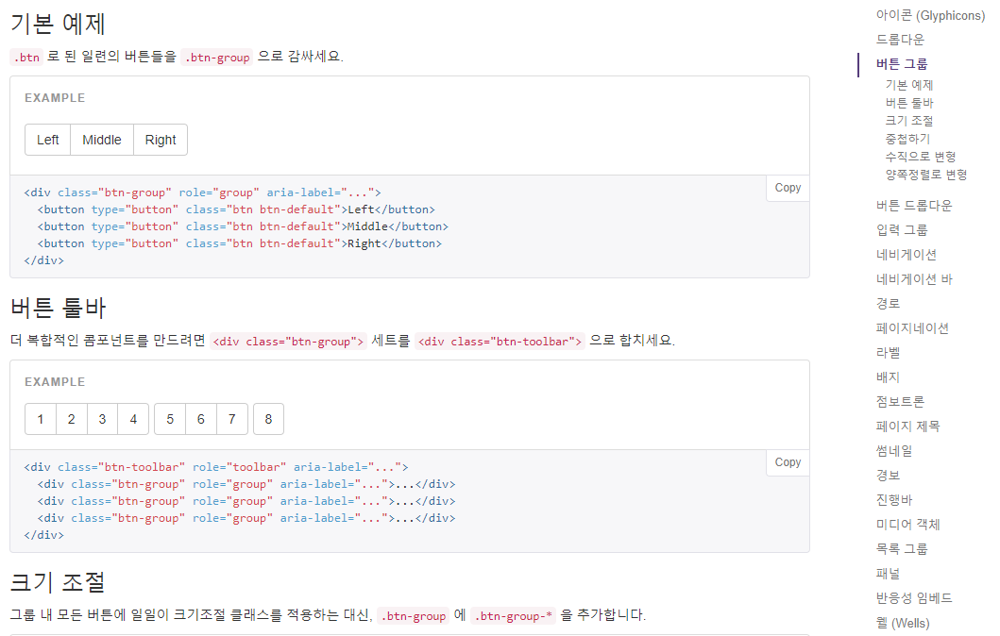 기본 예제
.btn 로 된 일련의 버튼들을 .btn-group 으로 감싸세요.
EXAMPLE
Left Middle Right
Copy
<div class="btn-group" role="group" aria-label="...">
  <button type="button" class="btn btn-default">Left</button>
  <button type="button" class="btn btn-default">Middle</button>
  <button type="button" class="btn btn-default">Right</button>
</div>
버튼 툴바
더 복합적인 콤포넌트를 만드려면 <div class="btn-group"> 세트를 <div class="btn-toolbar"> 으로 합치세요.
EXAMPLE
1 2 3 4 5 6 7 8
Copy
<div class="btn-toolbar" role="toolbar" aria-label="...">
  <div class="btn-group" role="group" aria-label="...">...</div>
  <div class="btn-group" role="group" aria-label="...">...</div>
  <div class="btn-group" role="group" aria-label="...">...</div>
</div>
크기 조절
그룹 내 모든 버튼에 일일이 크기조절 클래스를 적용하는 대신, .btn-group 에 .btn-group-* 을 추가합니다.
아이콘 (Glyphicons)
드롭다운
버튼 그룹
기본 예제
버튼 툴바
크기 조절
중첩하기
수직으로 변형
양쪽정렬로 변형
버튼 드롭다운
입력 그룹
네비게이션
네비게이션 바
경로
페이지네이션
라벨
배지
점보트론
페이지 제목
썸네일
경보
진행바
미디어 객체
목록 그룹
패널
반응성 임베드
웰 (Wells)